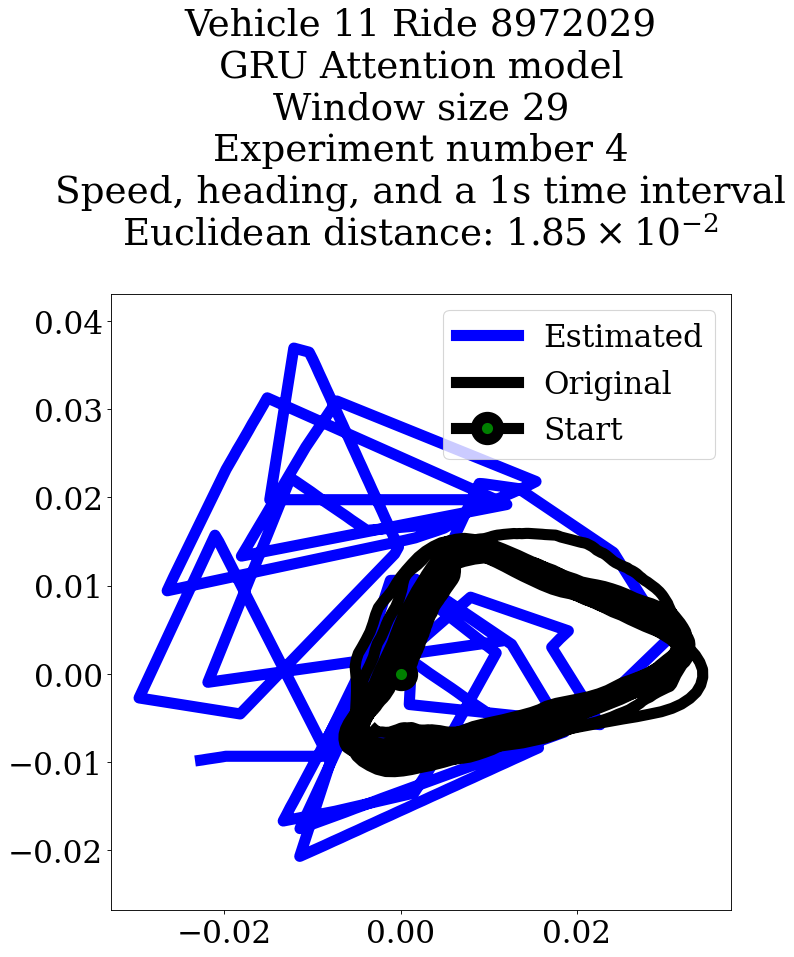 Vehicle 11 Ride 8972029
GRU Attention model
Window size 29
Experiment number 4
Speed, heading, and a 1s time interval
Euclidean distance: 1.85 × 10⁻²
Estimated
Original
Start
0.04
0.03
0.02
0.01
0.00
−0.01
−0.02
−0.02 0.00 0.02